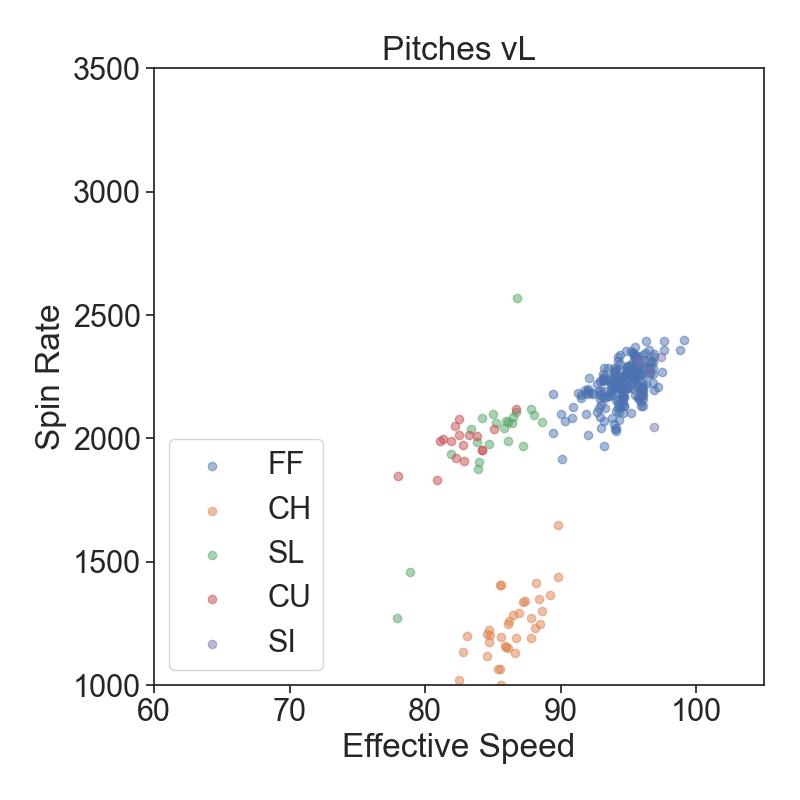 Pitches vL
Spin Rate
3500
3000
2500
2000
1500
1000
FF
CH
SL
CU
SI
60 70 80 90 100
Effective Speed